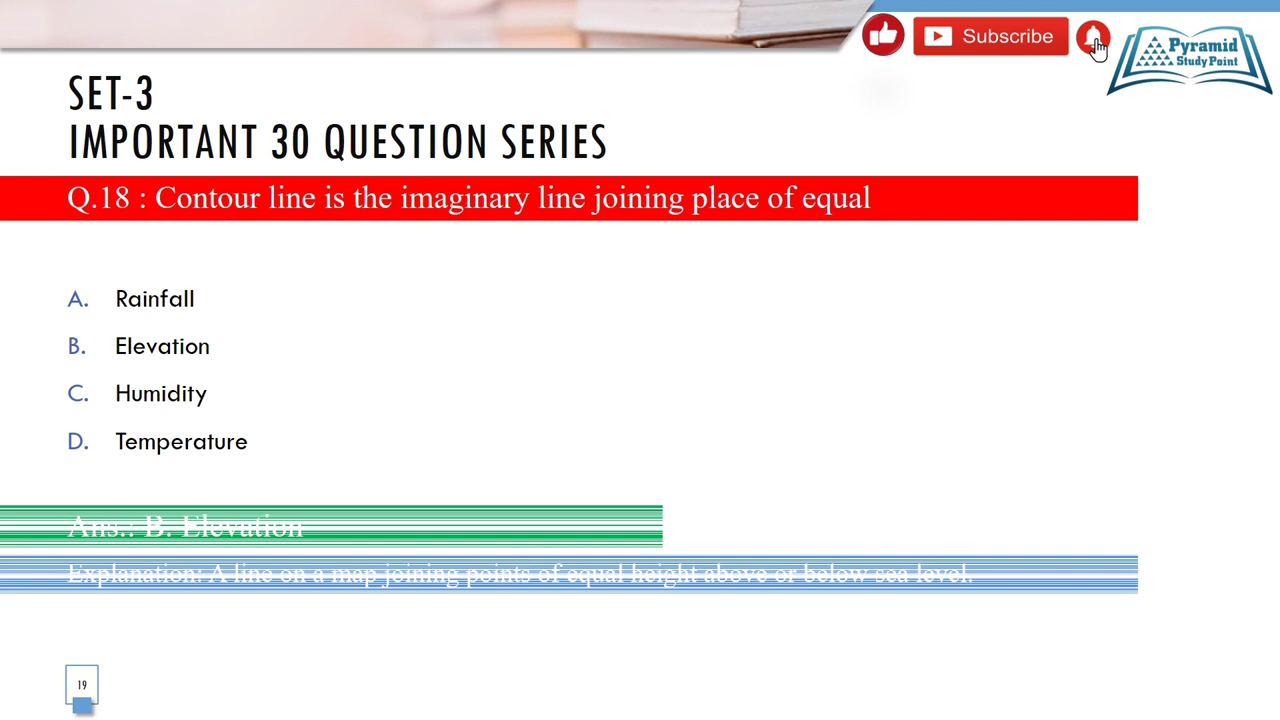 Subscribe
Pyramid
Study Point
SET-3
IMPORTANT 30 QUESTION SERIES
Q.18 : Contour line is the imaginary line joining place of equal
A. Rainfall
B. Elevation
C. Humidity
D. Temperature
Ans.: B. Elevation
Explanation: A line on a map joining points of equal height above or below sea level.
19